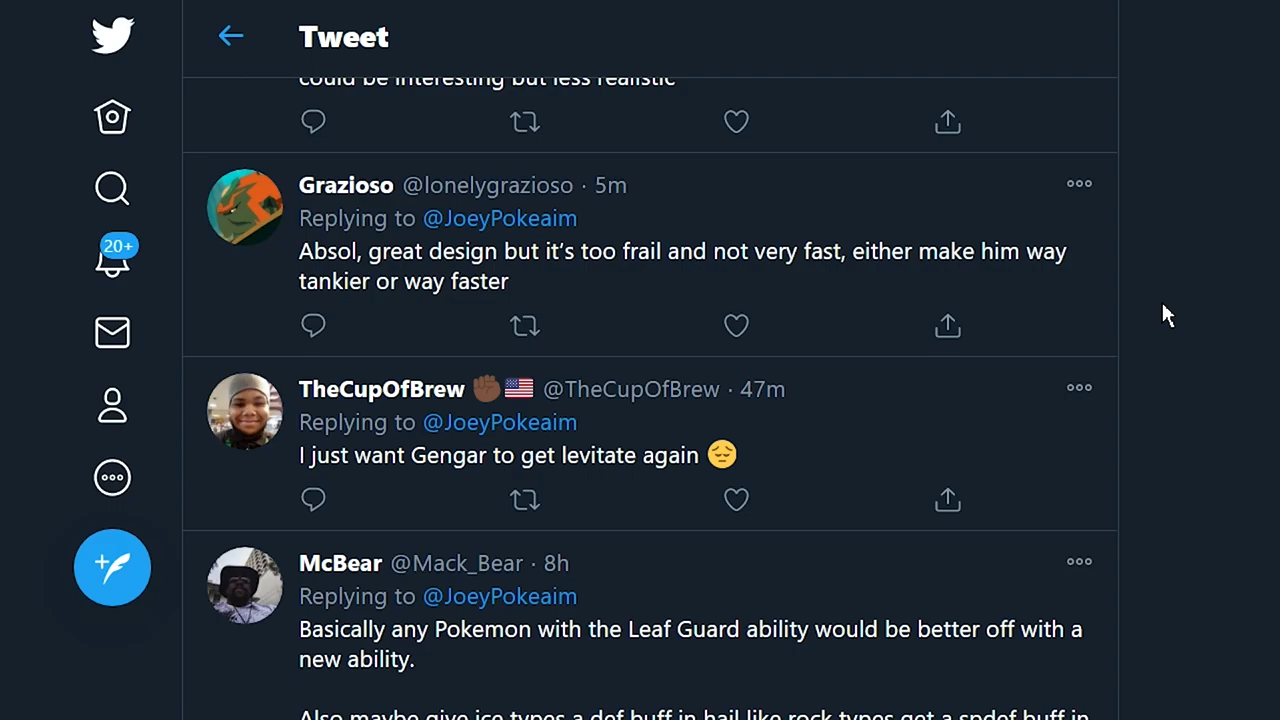 Tweet
could be interesting but less realistic
Grazioso @lonelygrazioso · 5m
Replying to @JoeyPokeaim
Absol, great design but it’s too frail and not very fast, either make him way
tankier or way faster
20+
TheCupOfBrew ✊🏾🇺🇸 @TheCupOfBrew · 47m
Replying to @JoeyPokeaim
I just want Gengar to get levitate again 😔
McBear @Mack_Bear · 8h
Replying to @JoeyPokeaim
Basically any Pokemon with the Leaf Guard ability would be better off with a
new ability.
Also maybe give ice types a def buff in hail like rock types get a spdef buff in